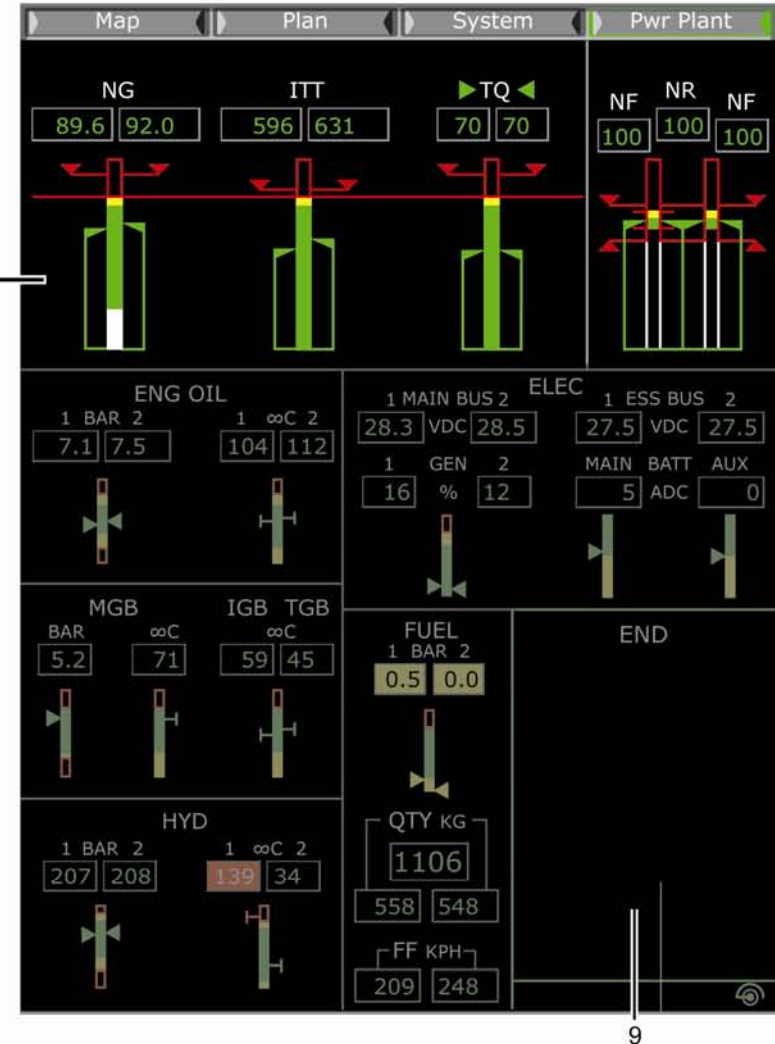 Map Plan System Pwr Plant
NG ITT TQ NF NR NF
89.6 92.0 596 631 70 70 100 100 100
ENG OIL
1 BAR 2 1 ∞C 2
7.1 7.5 104 112
ELEC
1 MAIN BUS 2 1 ESS BUS 2
28.3 VDC 28.5 27.5 VDC 27.5
1 GEN 2 MAIN BATT AUX
16 % 12 5 ADC 0
MGB IGB TGB
BAR ∞C ∞C
5.2 71 59 45
FUEL
1 BAR 2
0.5 0.0
END
HYD
1 BAR 2 1 ∞C 2
207 208 139 34
QTY KG
1106
558 548
FF KPH
209 248
9